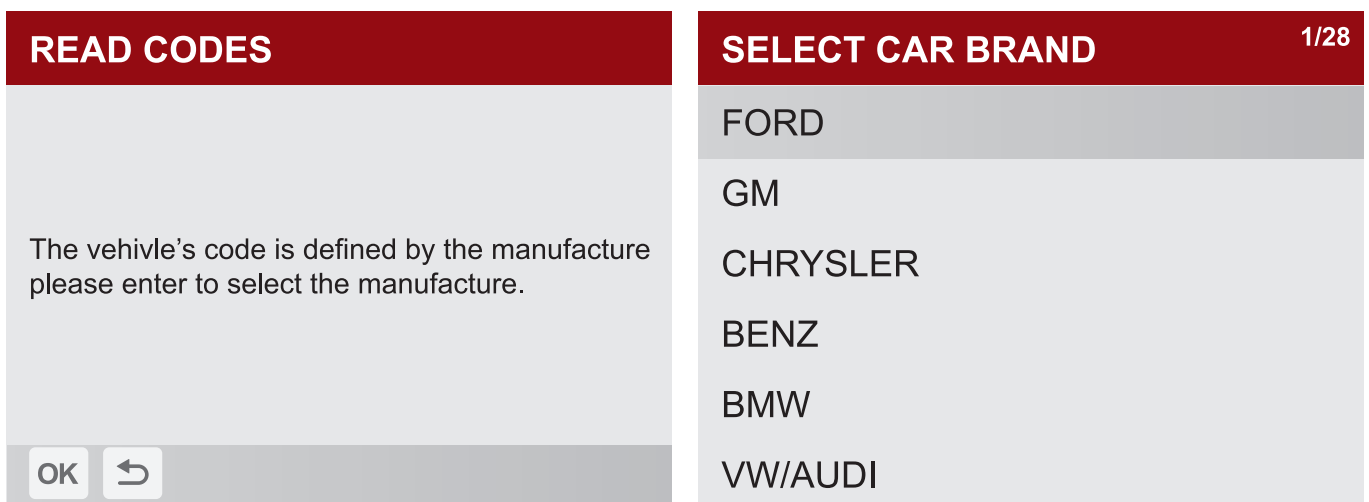 READ CODES
The vehivle's code is defined by the manufacture
please enter to select the manufacture.
OK
SELECT CAR BRAND
1/28
FORD
GM
CHRYSLER
BENZ
BMW
VW/AUDI